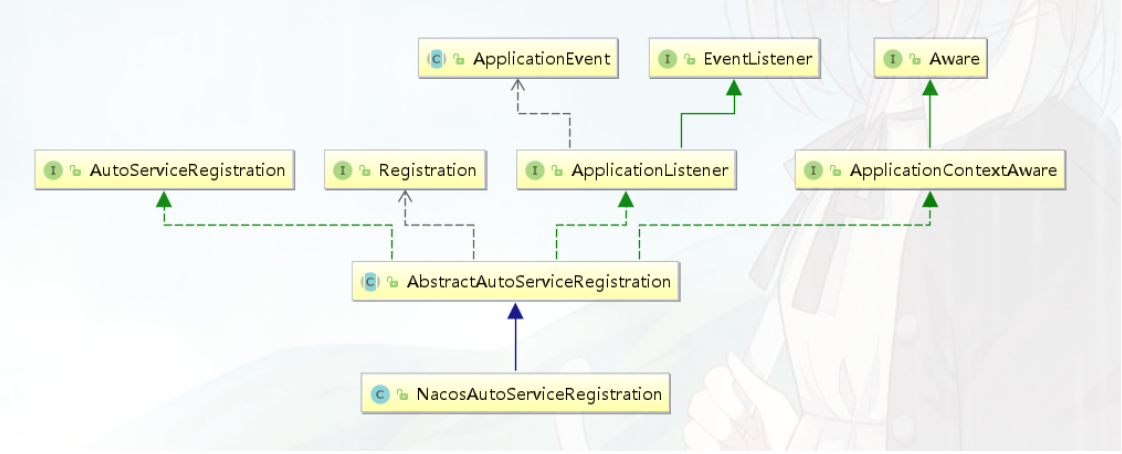 C ApplicationEvent
I EventListener
I Aware
I AutoServiceRegistration
I Registration
I ApplicationListener
I ApplicationContextAware
C AbstractAutoServiceRegistration
C NacosAutoServiceRegistration